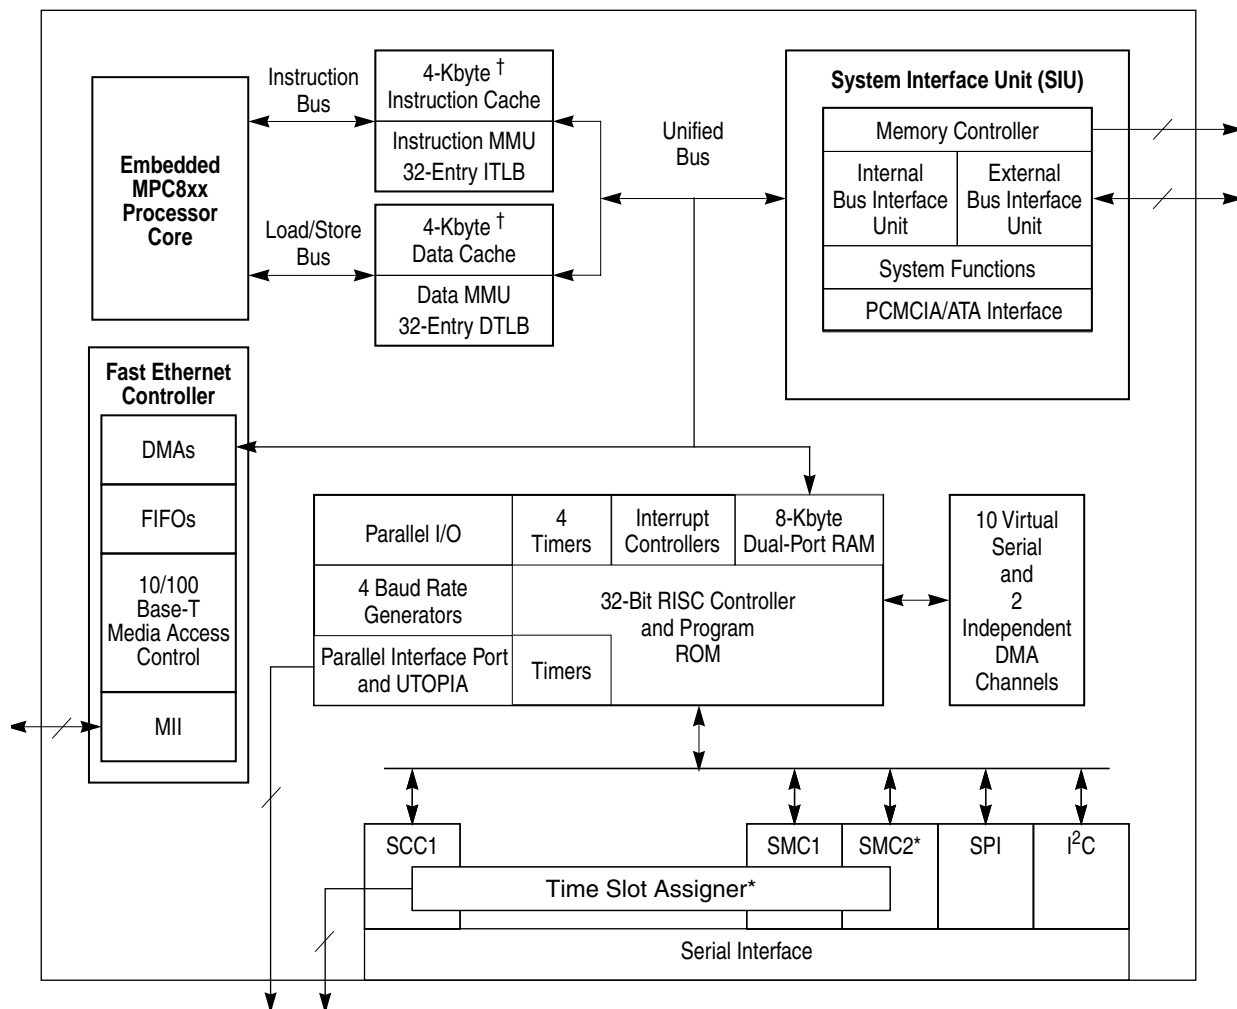 Instruction
Bus
4-Kbyte †
Instruction Cache
Instruction MMU
32-Entry ITLB
Embedded
MPC8xx
Processor
Core
Load/Store
Bus
4-Kbyte †
Data Cache
Data MMU
32-Entry DTLB
Unified
Bus
System Interface Unit (SIU)
Memory Controller
Internal
Bus Interface
Unit
External
Bus Interface
Unit
System Functions
PCMCIA/ATA Interface
Fast Ethernet
Controller
DMAs
FIFOs
10/100
Base-T
Media Access
Control
MII
Parallel I/O
4
Timers
Interrupt
Controllers
8-Kbyte
Dual-Port RAM
4 Baud Rate
Generators
32-Bit RISC Controller
and Program
ROM
Parallel Interface Port
and UTOPIA
Timers
10 Virtual
Serial
and
2
Independent
DMA
Channels
SCC1
SMC1
SMC2*
SPI
I²C
Time Slot Assigner*
Serial Interface